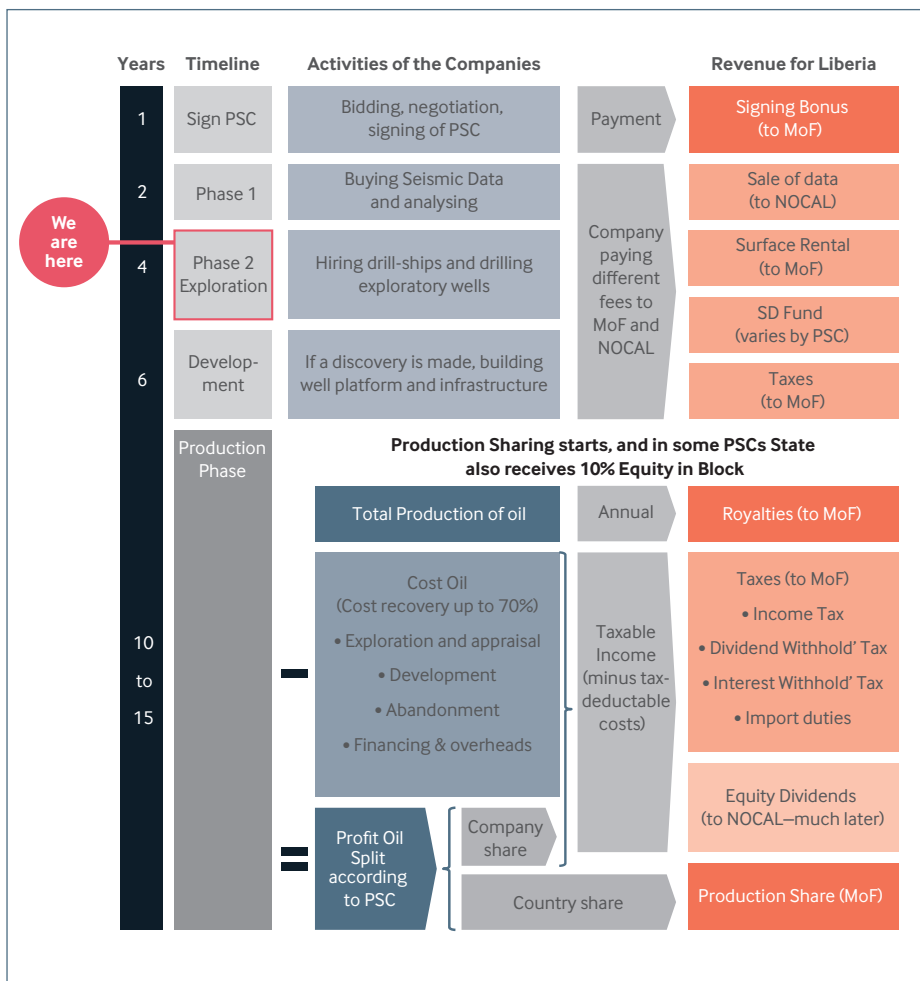 Years
Timeline
Activities of the Companies
Revenue for Liberia
1
Sign PSC
Bidding, negotiation,
signing of PSC
Payment
Signing Bonus
(to MoF)
2
Phase 1
Buying Seismic Data
and analysing
Company
paying
different
fees to
MoF and
NOCAL
Sale of data
(to NOCAL)
We
are
here
4
Phase 2
Exploration
Hiring drill-ships and drilling
exploratory wells
Surface Rental
(to MoF)
SD Fund
(varies by PSC)
6
Develop-
ment
If a discovery is made, building
well platform and infrastructure
Taxes
(to MoF)
Production
Phase
Production Sharing starts, and in some PSCs State
also receives 10% Equity in Block
Total Production of oil
Annual
Royalties (to MoF)
10
to
15
Cost Oil
(Cost recovery up to 70%)
• Exploration and appraisal
• Development
• Abandonment
• Financing & overheads
Taxable
Income
(minus tax-
deductable
costs)
Taxes (to MoF)
• Income Tax
• Dividend Withhold' Tax
• Interest Withhold' Tax
• Import duties
Equity Dividends
(to NOCAL—much later)
Profit Oil
Split
according
to PSC
Company
share
Country share
Production Share (MoF)